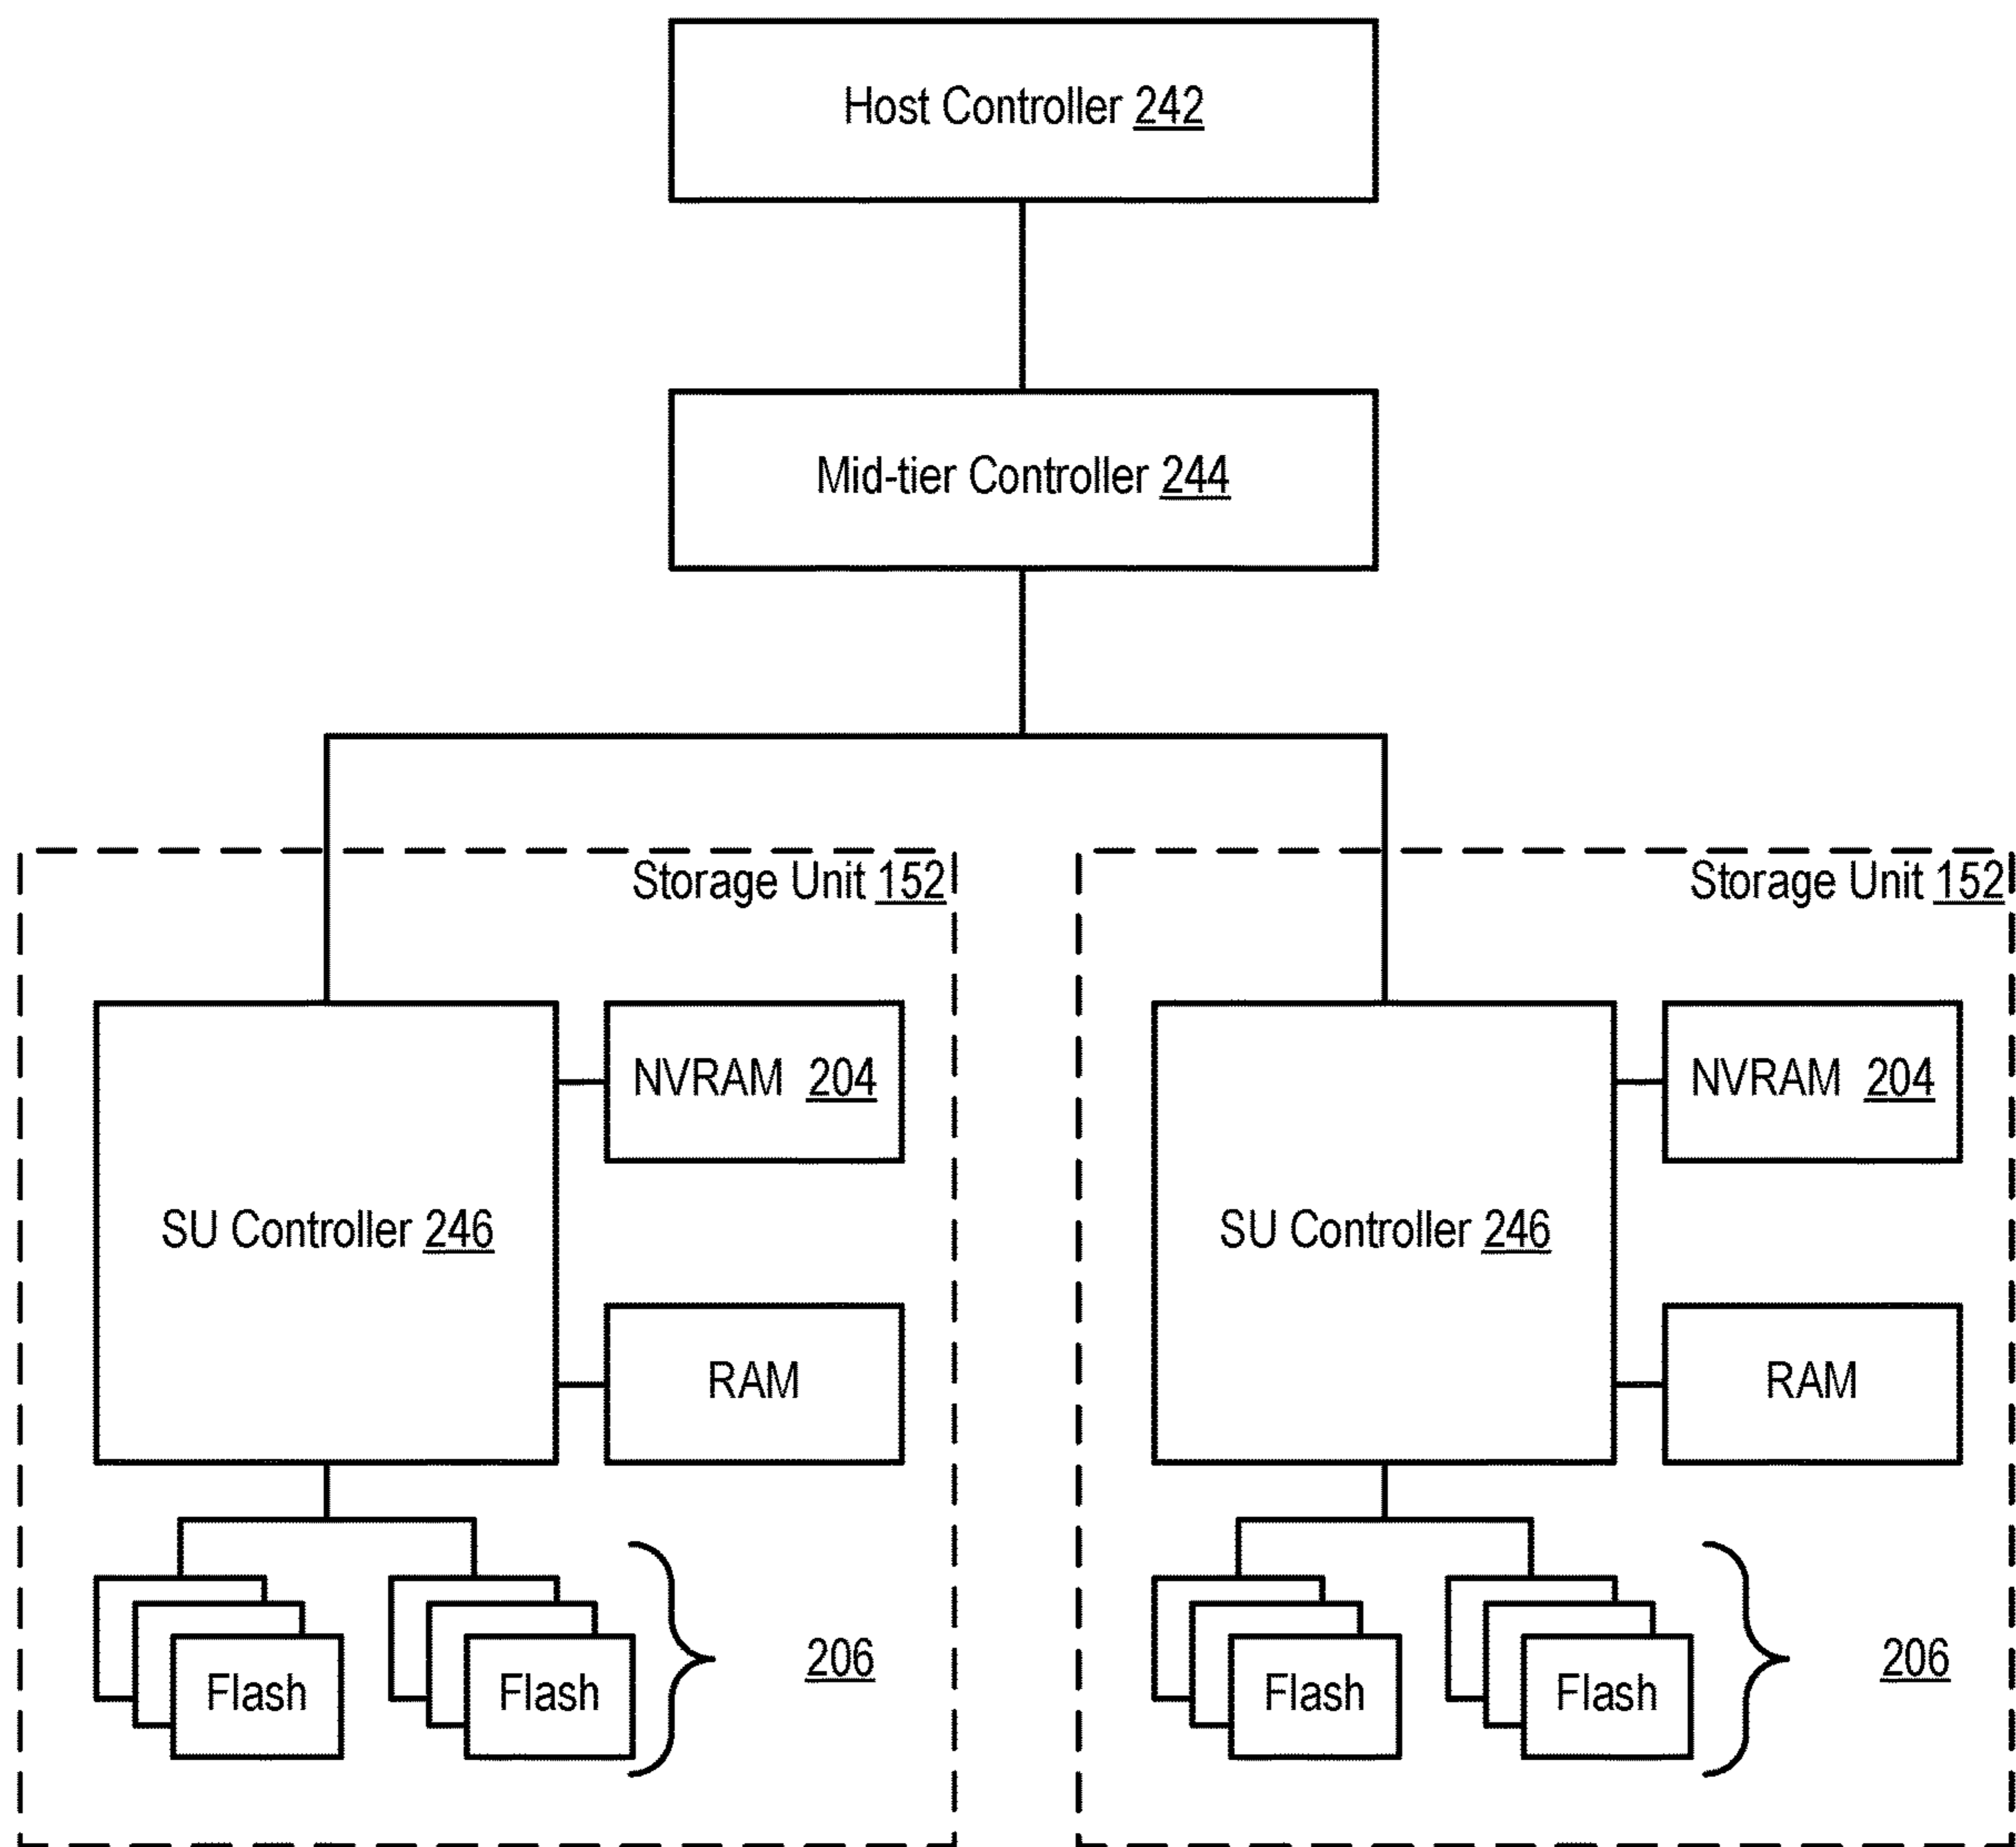 Host Controller 242
Mid-tier Controller 244
Storage Unit 152
NVRAM 204
SU Controller 246
RAM
Flash
Flash
206
Storage Unit 152
NVRAM 204
SU Controller 246
RAM
Flash
Flash
206